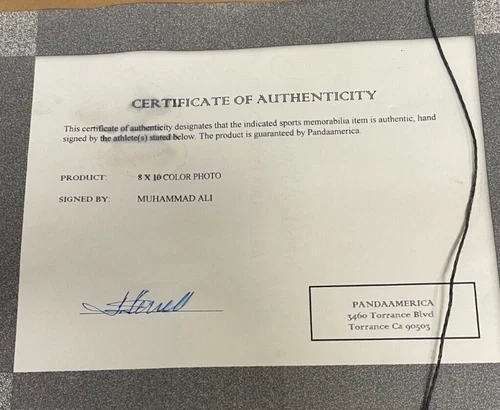 CERTIFICATE OF AUTHENTICITY
This certificate of authenticity designates that the indicated sports memorabilia item is authentic, hand
signed by the athlete(s) stated below. The product is guaranteed by Pandaamerica.
PRODUCT: 8 X 10 COLOR PHOTO
SIGNED BY: MUHAMMAD ALI
PANDAAMERICA
3460 Torrance Blvd
Torrance Ca 90503